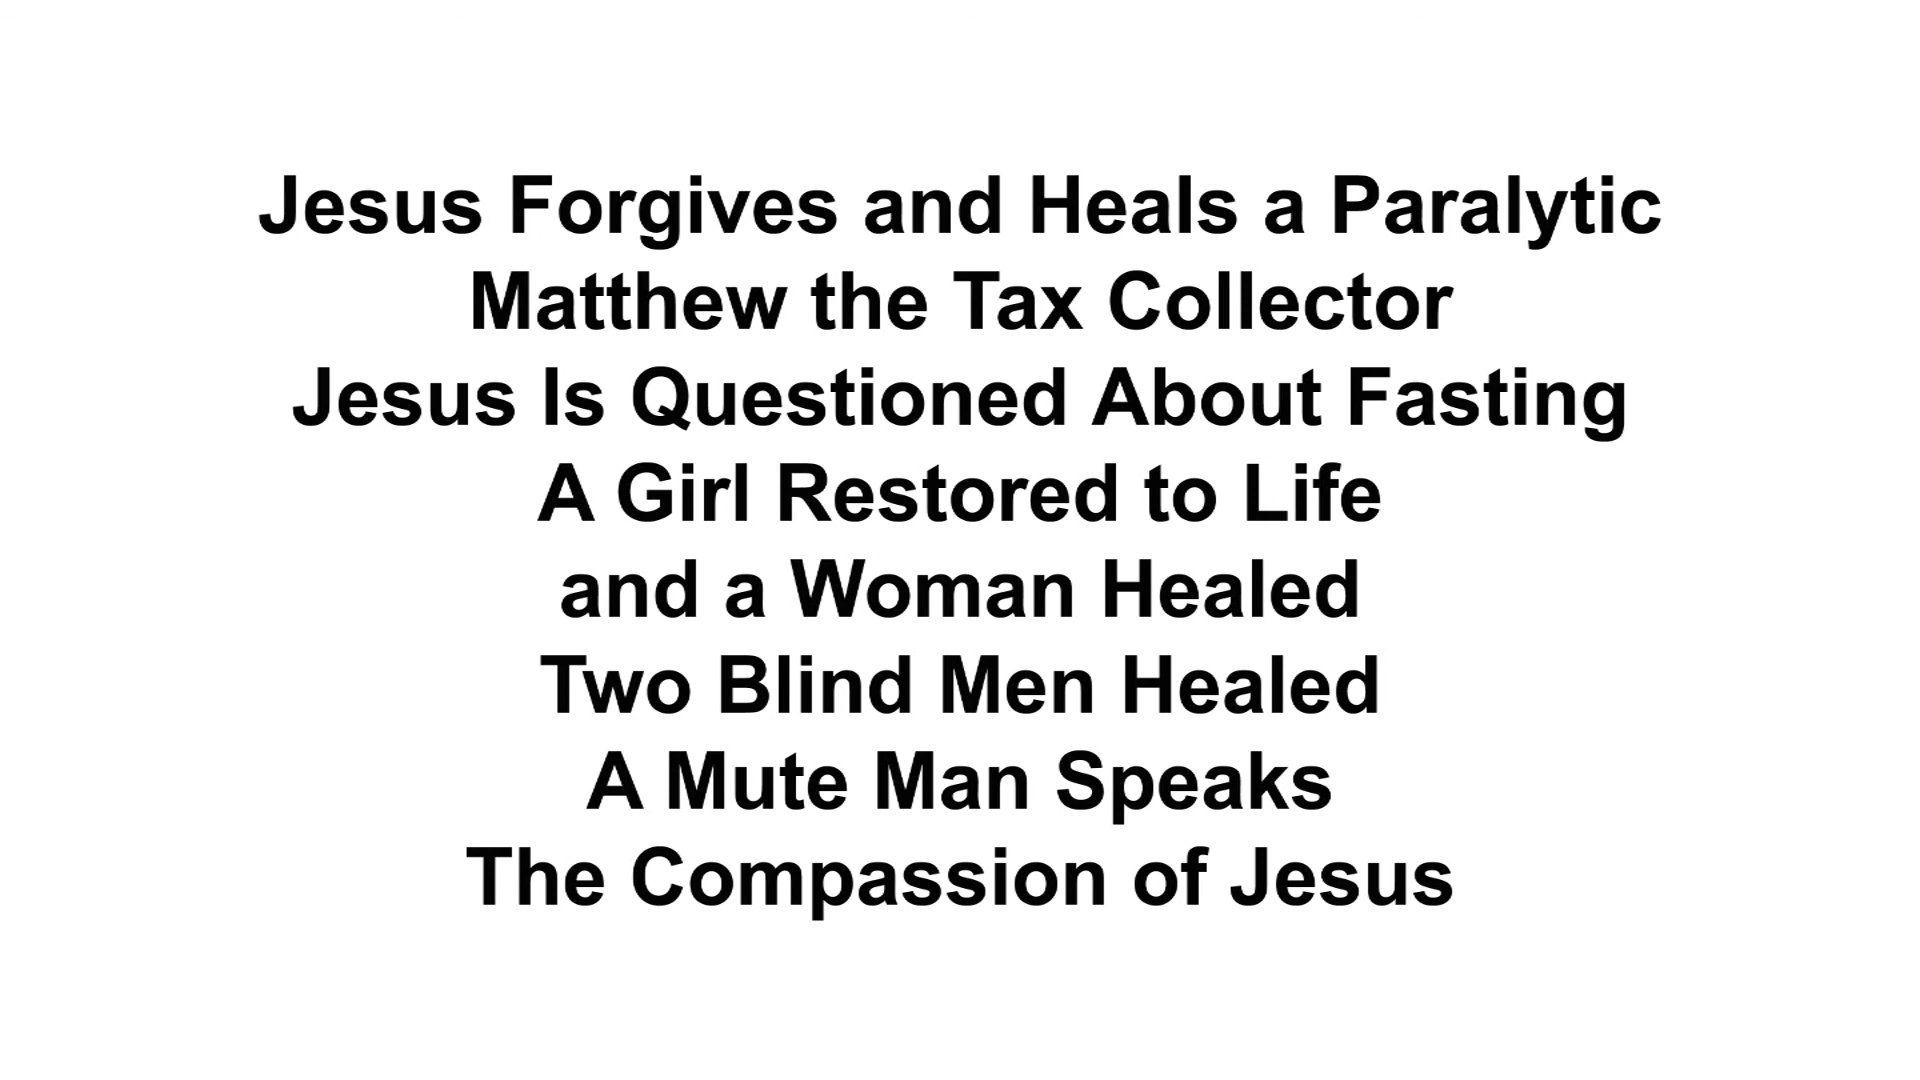 Jesus Forgives and Heals a Paralytic
Matthew the Tax Collector
Jesus Is Questioned About Fasting
A Girl Restored to Life
and a Woman Healed
Two Blind Men Healed
A Mute Man Speaks
The Compassion of Jesus